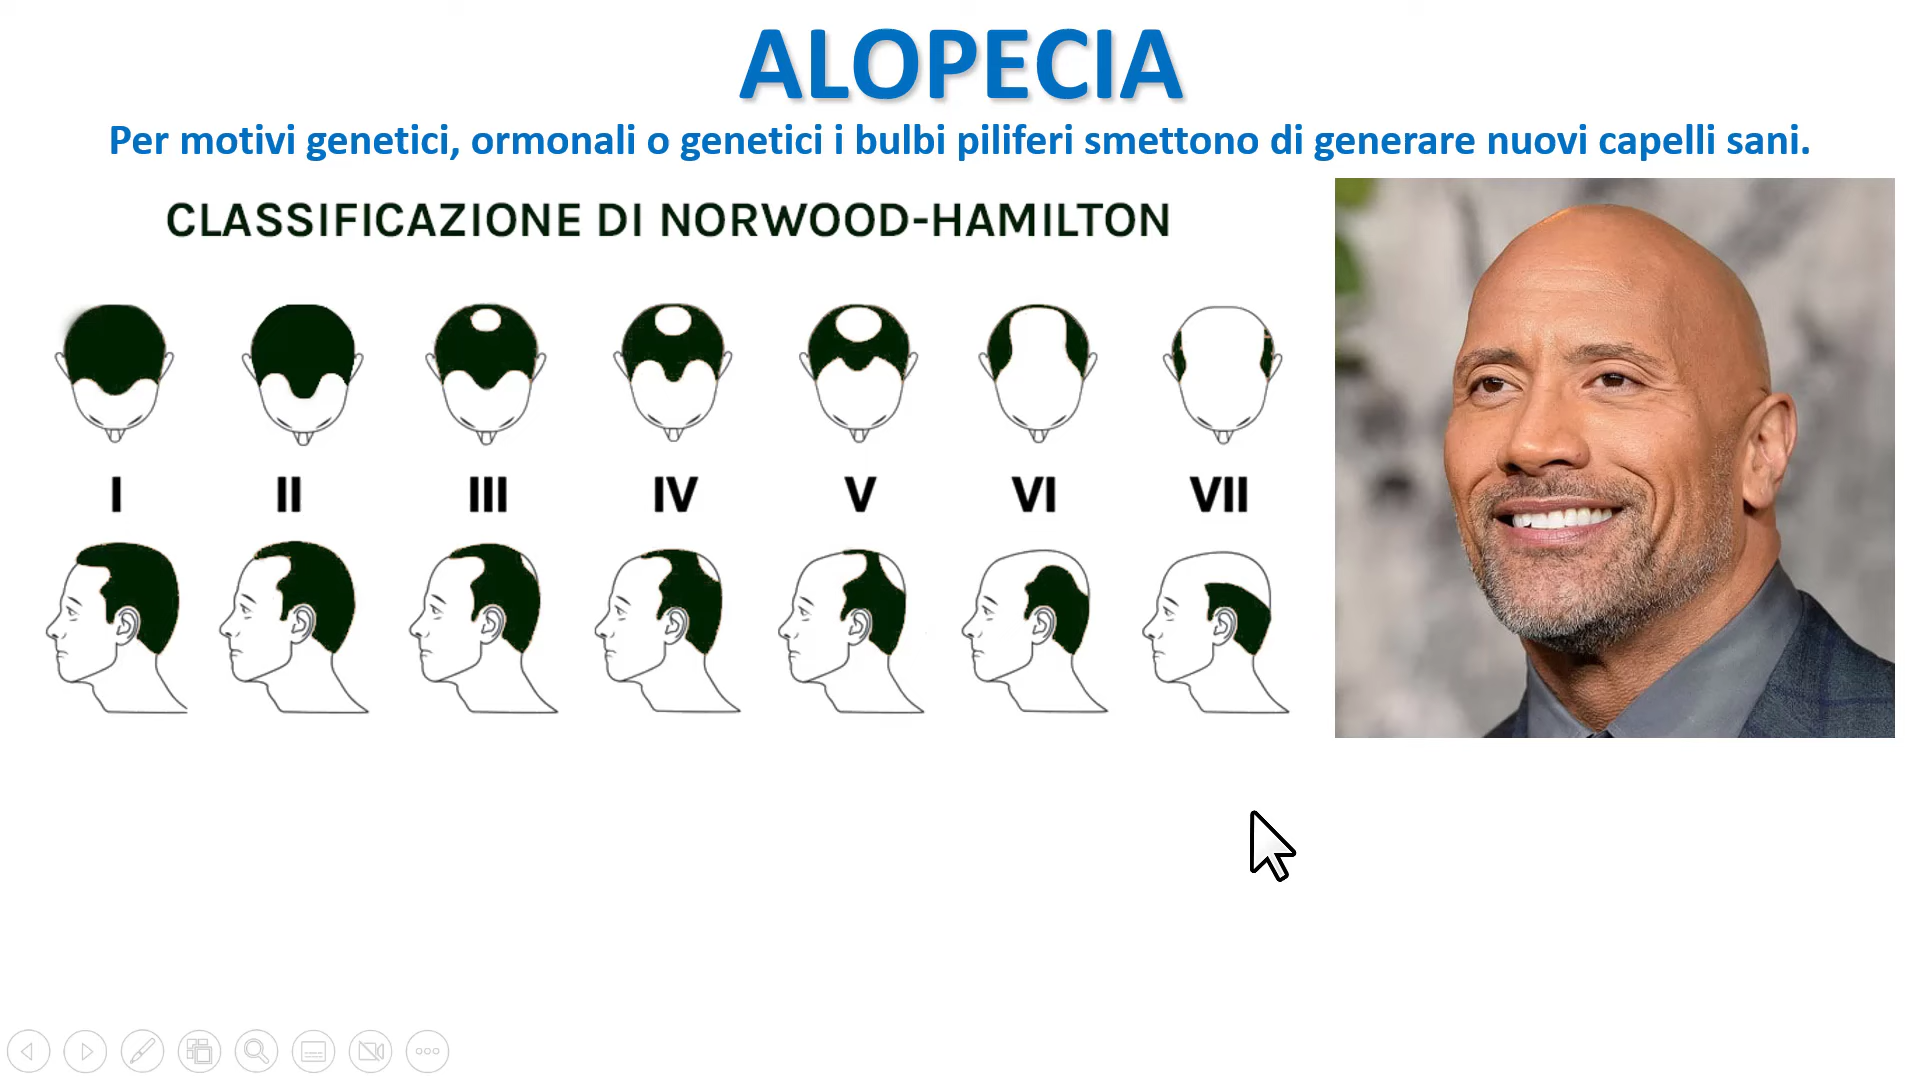 ALOPECIA
Per motivi genetici, ormonali o genetici i bulbi piliferi smettono di generare nuovi capelli sani.
CLASSIFICAZIONE DI NORWOOD-HAMILTON
I II III IV V VI VII